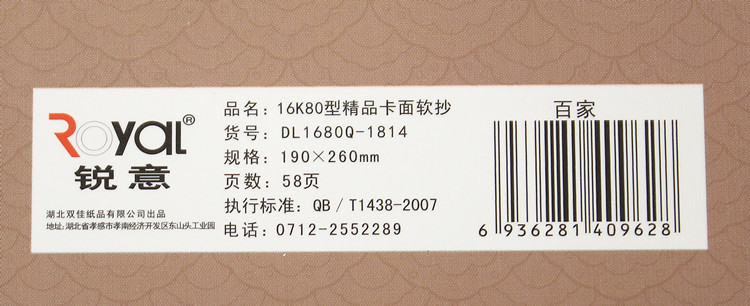 Royal®
锐意
湖北双佳纸品有限公司出品
地址:湖北省孝感市孝南经济开发区东山头工业园
品名:16K80型精品卡面软抄
货号:DL1680Q-1814
规格:190×260mm
页数:58页
执行标准:QB/T1438-2007
电话:0712-2552289
百家
6 936281 409628